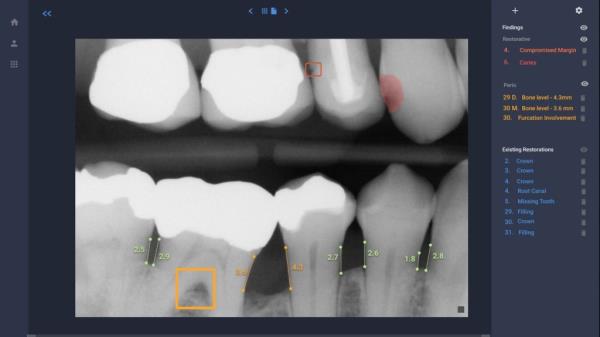 <<
Findings
Restorative
4. Compromised Margin
6. Caries
Perio
29 D. Bone level - 4.3mm
30 M. Bone level - 3.6 mm
30. Furcation Involvement
Existing Restorations
2. Crown
3. Crown
4. Crown
4. Root Canal
5. Missing Tooth
29. Filling
30. Crown
31. Filling
2.5
2.9
3.6
4.3
2.7
2.6
1.8
2.8